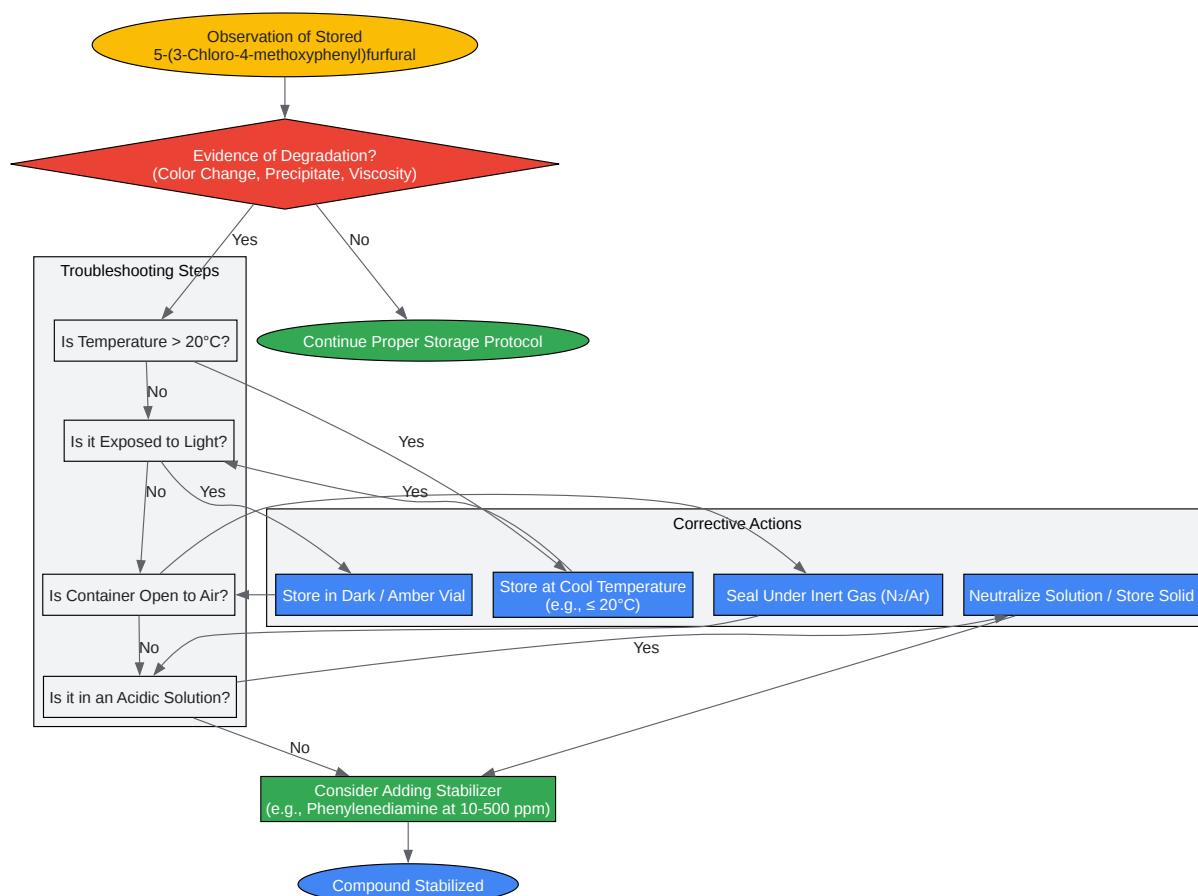 Observation of Stored
5-(3-Chloro-4-methoxyphenyl)furfural
Evidence of Degradation?
(Color Change, Precipitate, Viscosity)
Yes
No
Troubleshooting Steps
Is Temperature > 20°C?
Continue Proper Storage Protocol
No
Is it Exposed to Light?
Yes
No
Yes
Yes
Corrective Actions
Is Container Open to Air?
Store in Dark / Amber Vial
Store at Cool Temperature
(e.g., ≤ 20°C)
Seal Under Inert Gas (N₂/Ar)
Neutralize Solution / Store Solid
No
Yes
Is it in an Acidic Solution?
No
Consider Adding Stabilizer
(e.g., Phenylenediamine at 10-500 ppm)
Compound Stabilized